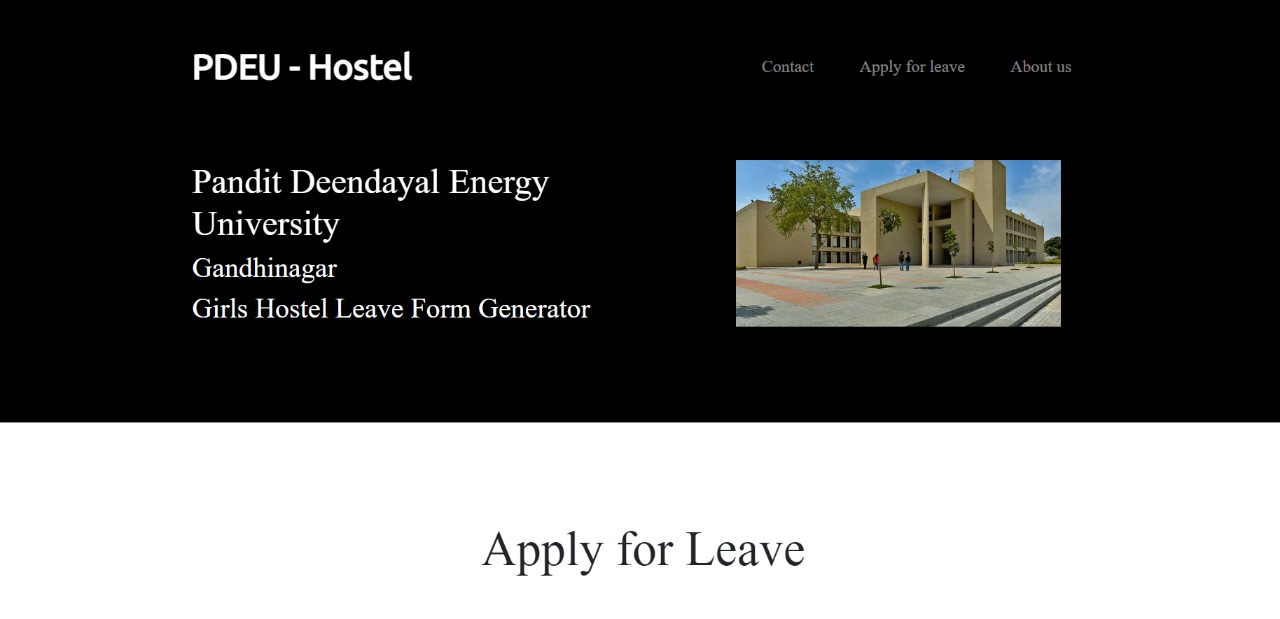 PDEU - Hostel
Contact
Apply for leave
About us
Pandit Deendayal Energy
University
Gandhinagar
Girls Hostel Leave Form Generator
Apply for Leave